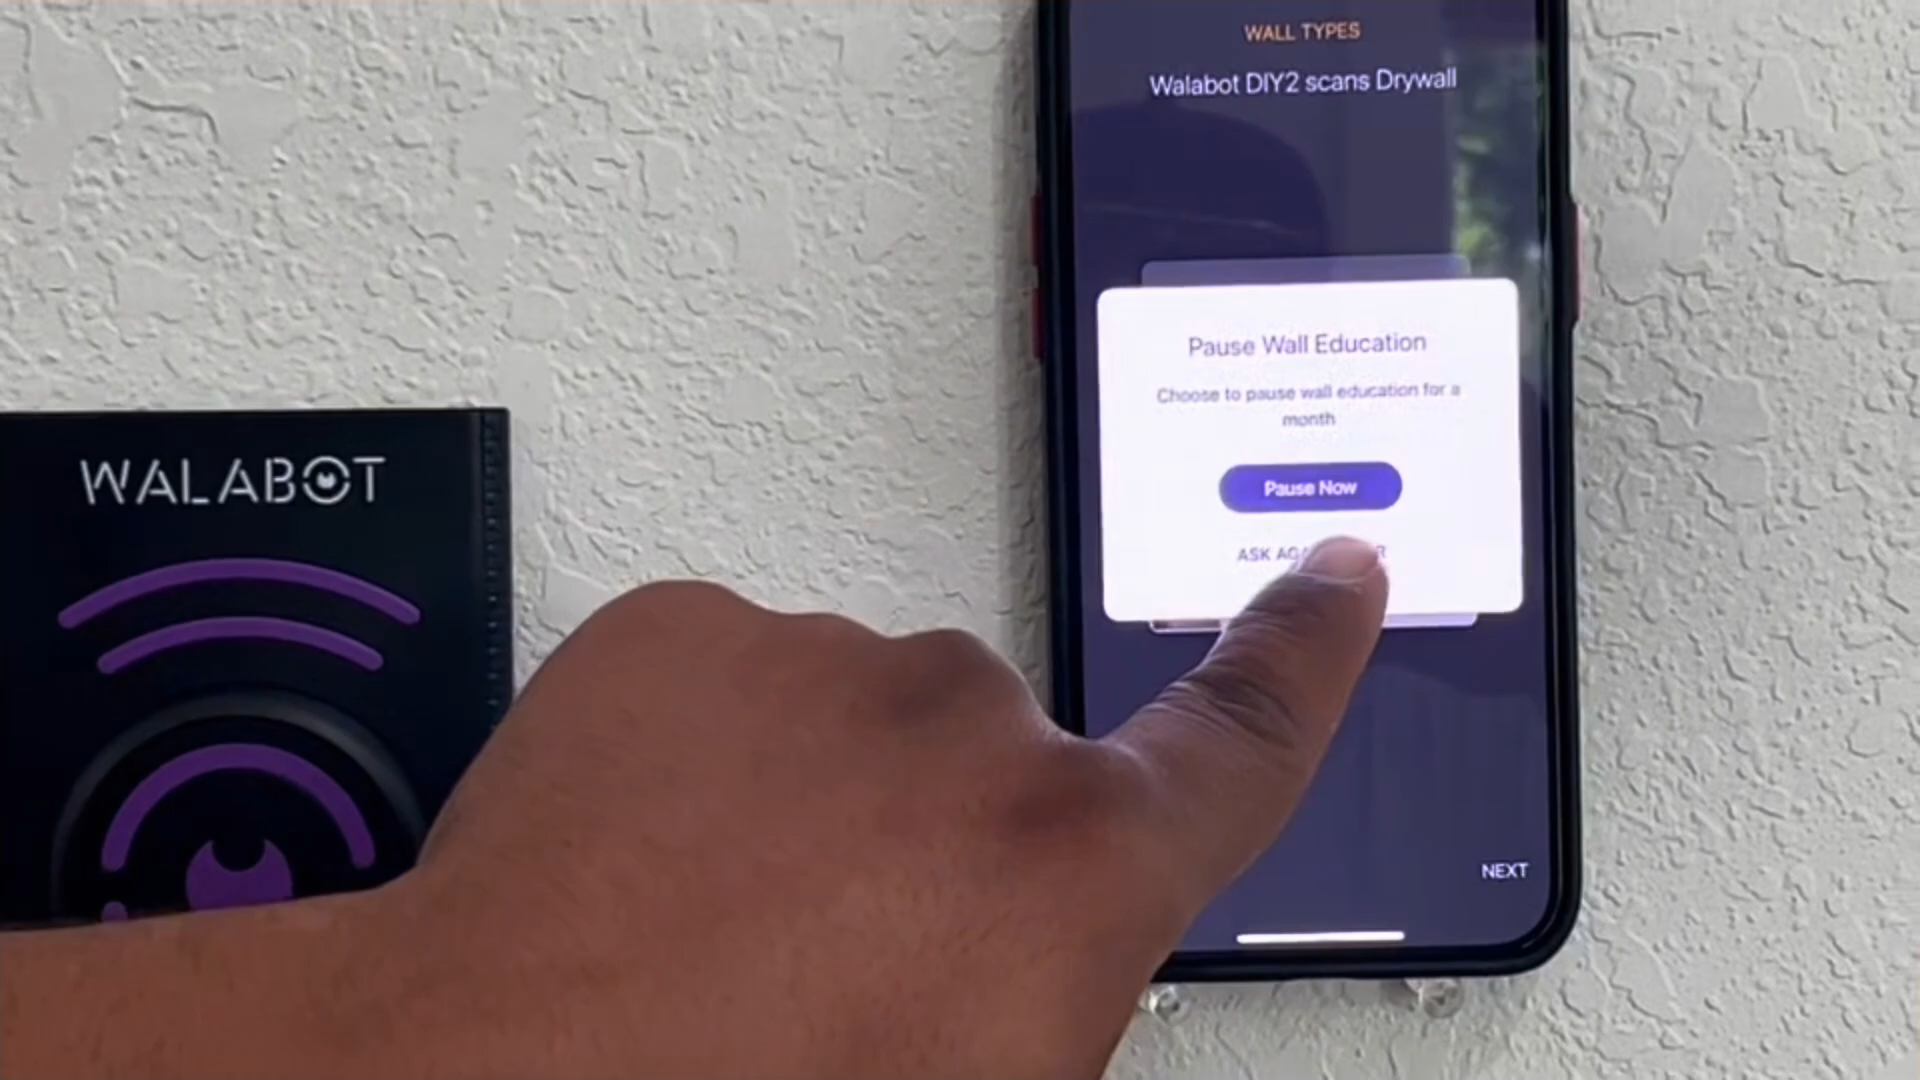 WALL TYPES
Walabot DIY2 scans Drywall
Pause Wall Education
Choose to pause wall education for a
month
Pause Now
ASK
NEXT
WALABOT